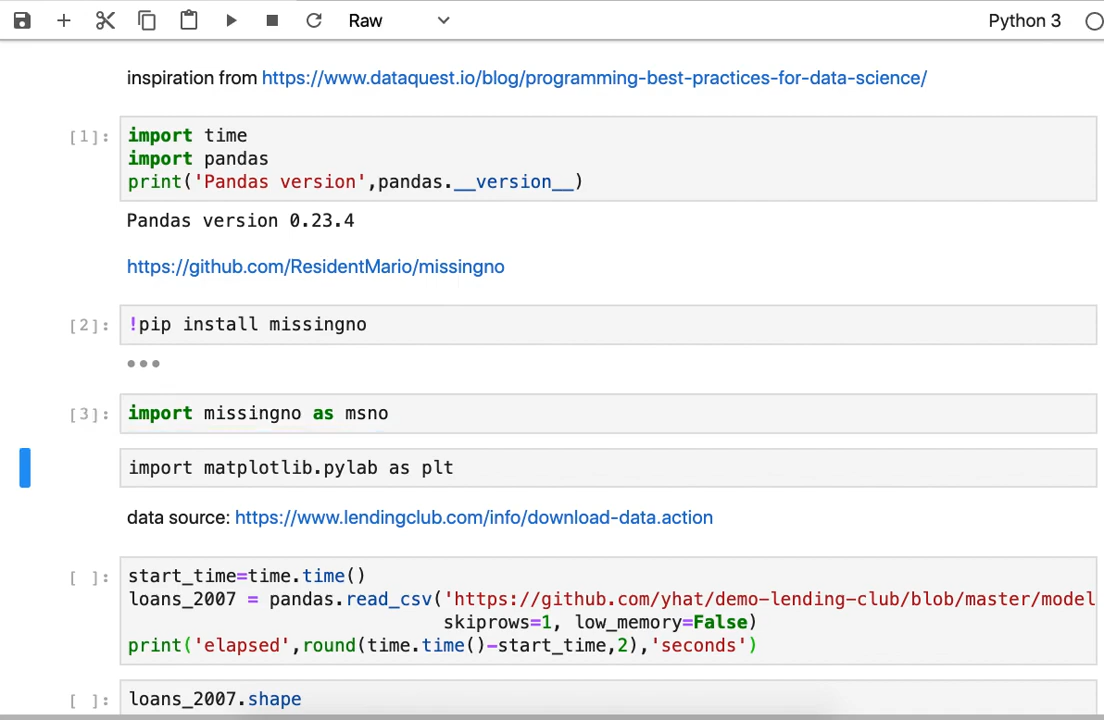 Raw
Python 3
inspiration from https://www.dataquest.io/blog/programming-best-practices-for-data-science/
[1]:
import time
import pandas
print('Pandas version',pandas.__version__)
Pandas version 0.23.4
https://github.com/ResidentMario/missingno
[2]:
!pip install missingno
[3]:
import missingno as msno
import matplotlib.pylab as plt
data source: https://www.lendingclub.com/info/download-data.action
[ ]:
start_time=time.time()
loans_2007 = pandas.read_csv('https://github.com/yhat/demo-lending-club/blob/master/model
skiprows=1, low_memory=False)
print('elapsed',round(time.time()-start_time,2),'seconds')
[ ]:
loans_2007.shape